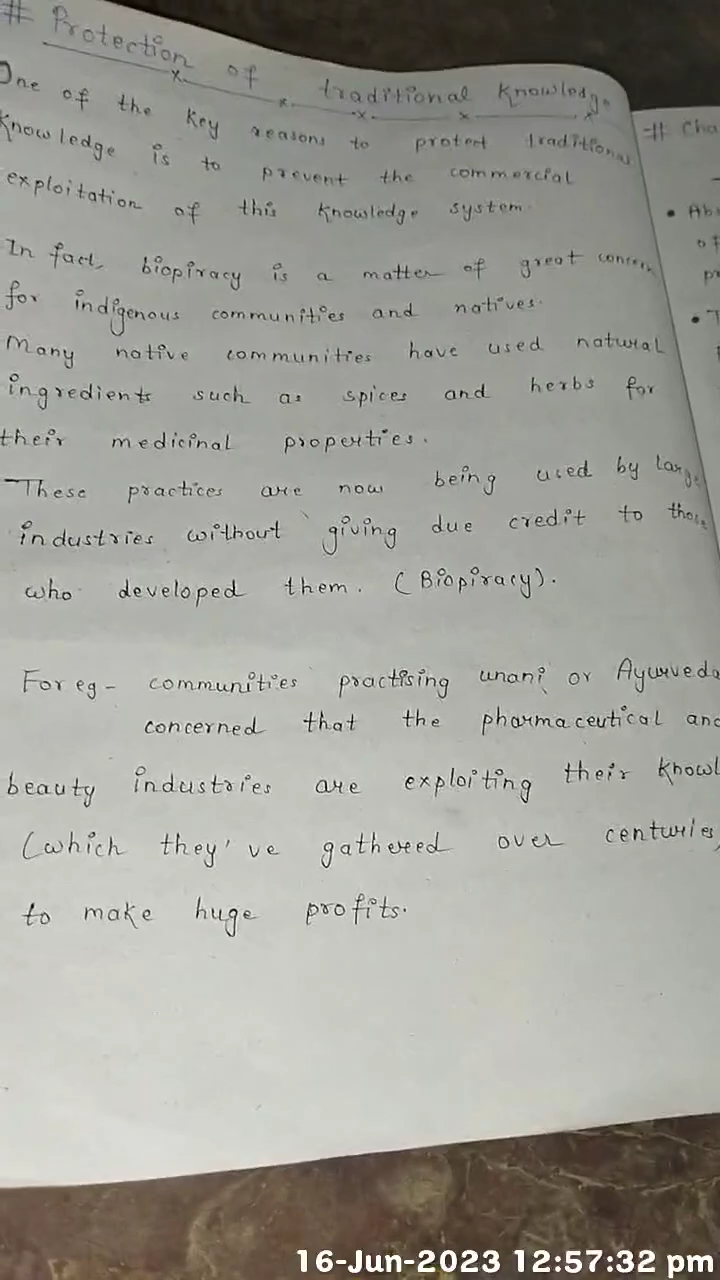 # Protection of traditional Knowledge
One of the key reasons to protect traditional
Knowledge is to prevent the commercial
exploitation of this knowledge system.
In fact, biopiracy is a matter of great concern
for indigenous communities and natives.
Many native communities have used natural
ingredients such as spices and herbs for
their medicinal properties.
These practices are now being used by large
industries without giving due credit to those
who developed them. (Biopiracy).
For eg- communities practising unani or Ayurveda
concerned that the pharmaceutical and
beauty industries are exploiting their Knowl
(which they've gathered over centuries)
to make huge profits.
# Cha
• Ab
of
pr
• T
16-Jun-2023 12:57:32 pm